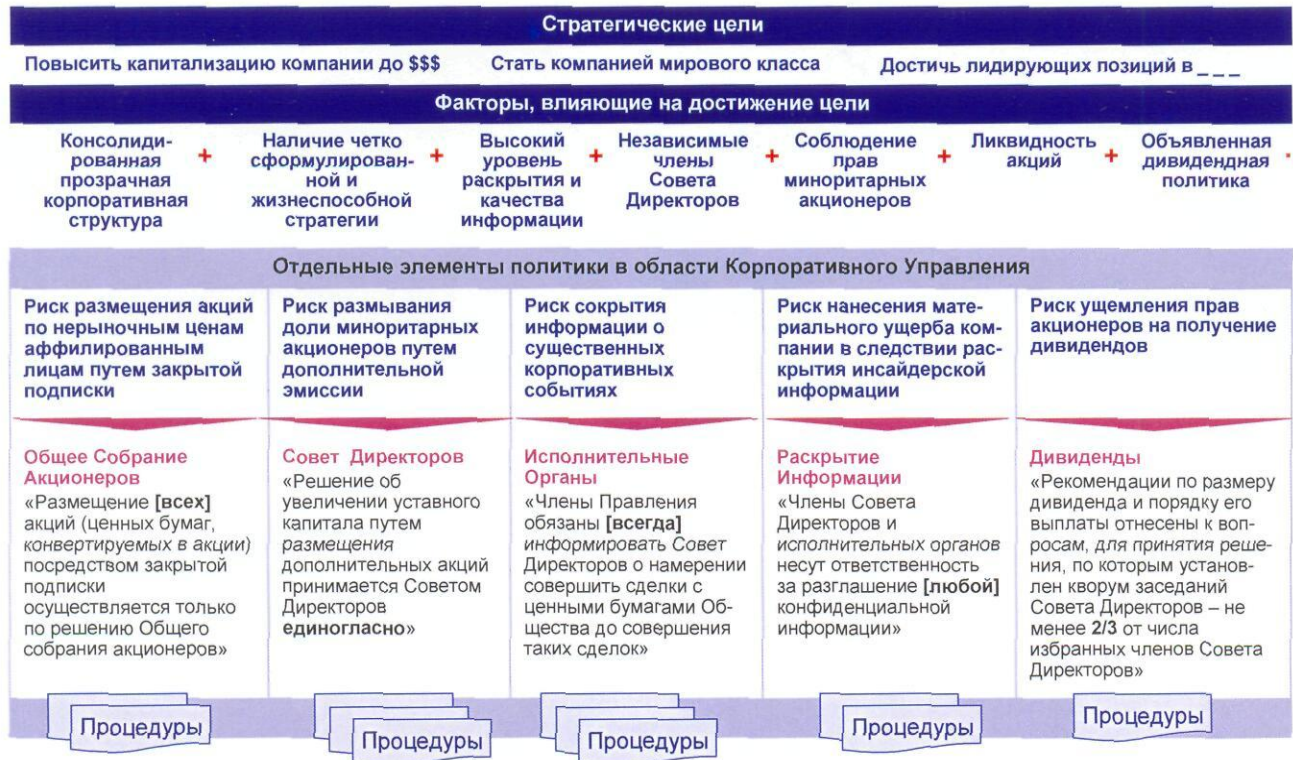 Стратегические цели
Повысить капитализацию компании до $$$
Стать компанией мирового класса
Достичь лидирующих позиций в _ _ _
Факторы, влияющие на достижение цели
Консолиди-
рованная
прозрачная
корпоративная
структура
+
Наличие четко
сформулирован-
ной и
жизнеспособной
стратегии
+
Высокий
уровень
раскрытия и
качества
информации
+
Независимые
члены
Совета
Директоров
+
Соблюдение
прав
миноритарных
акционеров
+
Ликвидность
акций
+
Объявленная
дивидендная
политика
Отдельные элементы политики в области Корпоративного Управления
Риск размещения акций
по нерыночным ценам
аффилированным
лицам путем закрытой
подписки
Общее Собрание
Акционеров
«Размещение [всех]
акций (ценных бумаг,
конвертируемых в акции)
посредством закрытой
подписки
осуществляется только
по решению Общего
собрания акционеров»
Процедуры
Риск размывания
доли миноритарных
акционеров путем
дополнительной
эмиссии
Совет Директоров
«Решение об
увеличении уставного
капитала путем
размещения
дополнительных акций
принимается Советом
Директоров
единогласно»
Процедуры
Риск сокрытия
информации о
существенных
корпоративных
событиях
Исполнительные
Органы
«Члены Правления
обязаны [всегда]
информировать Совет
Директоров о намерении
совершить сделки с
ценными бумагами Об-
щества до совершения
таких сделок»
Процедуры
Риск нанесения мате-
риального ущерба ком-
пании в следствии рас-
крытия инсайдерской
информации
Раскрытие
Информации
«Члены Совета
Директоров и
исполнительных органов
несут ответственность
за разглашение [любой]
конфиденциальной
информации»
Процедуры
Риск ущемления прав
акционеров на получение
дивидендов
Дивиденды
«Рекомендации по размеру
дивиденда и порядку его
выплаты отнесены к воп-
росам, для принятия реше-
ния, по которым установ-
лен кворум заседаний
Совета Директоров – не
менее 2/3 от числа
избранных членов Совета
Директоров»
Процедуры